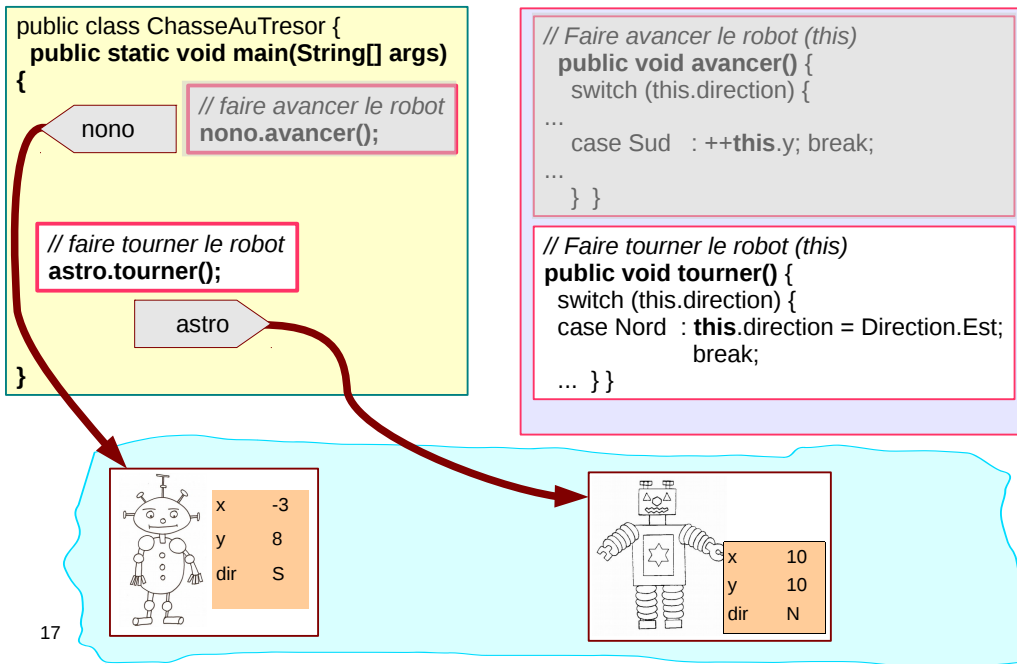 public class ChasseAuTresor {
public static void main(String[] args)
{
// faire avancer le robot
nono.avancer();
nono
// faire tourner le robot
astro.tourner();
astro
}
// Faire avancer le robot (this)
public void avancer() {
switch (this.direction) {
...
case Sud : ++this.y; break;
...
} }
// Faire tourner le robot (this)
public void tourner() {
switch (this.direction) {
case Nord : this.direction = Direction.Est;
break;
... } }
x -3
y 8
dir S
x 10
y 10
dir N
17